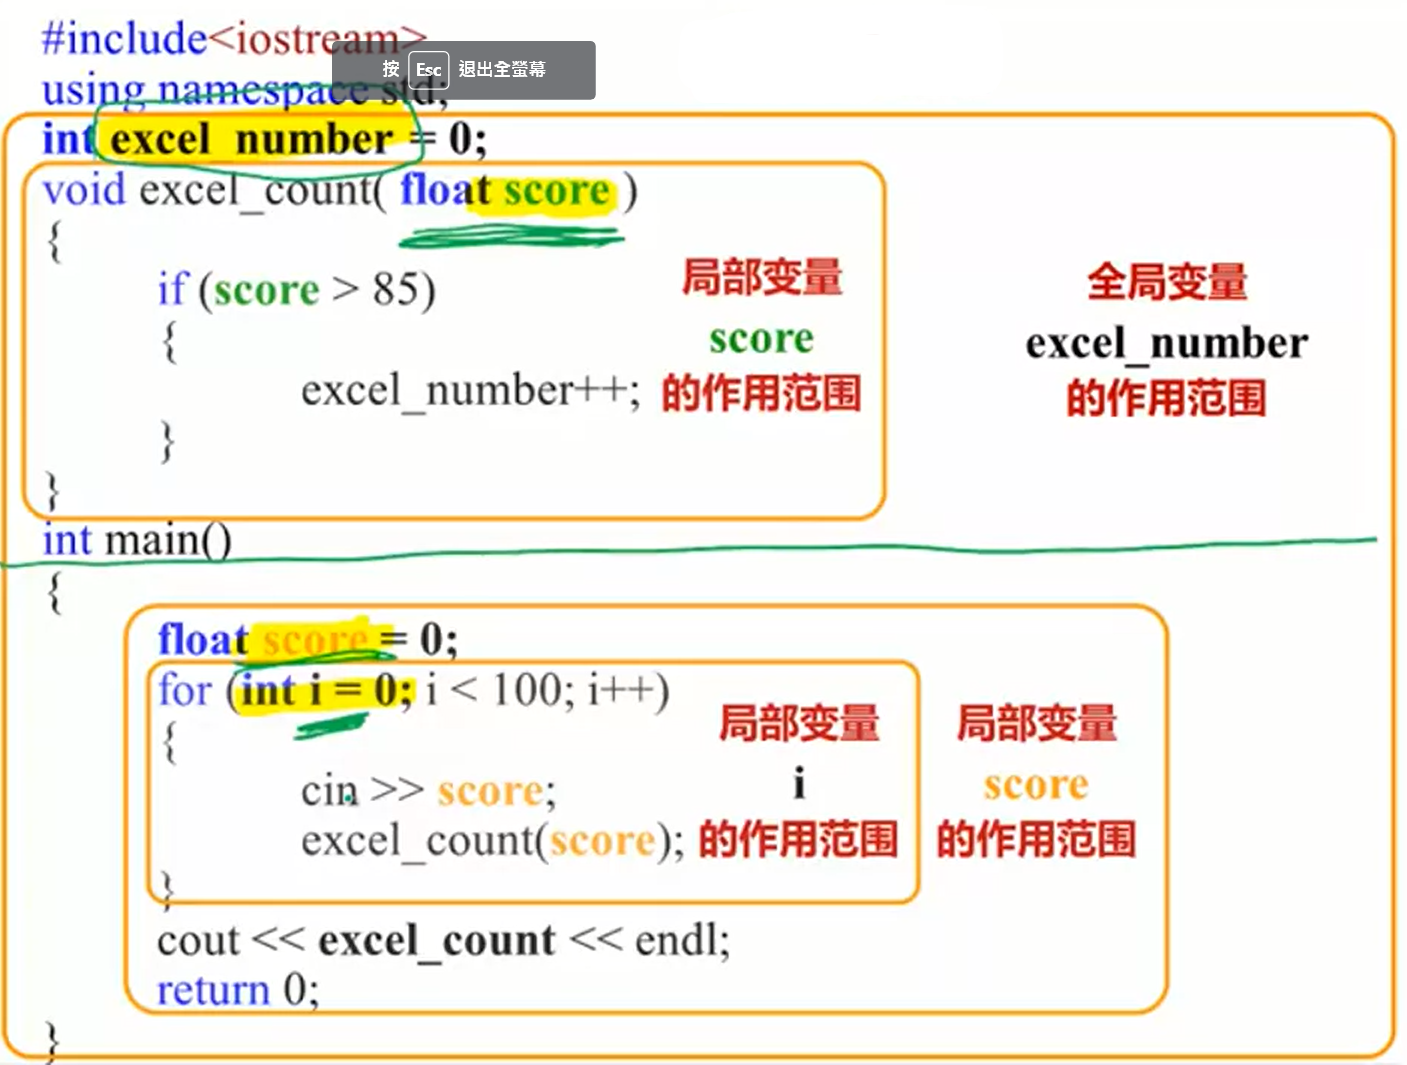 #include<iostream>
按 Esc 退出全螢幕
using namespace std;
int excel_number = 0;
void excel_count( float score )
{
if (score > 85)
{
excel_number++;
}
}
局部变量
score
的作用范围
全局变量
excel_number
的作用范围
int main()
{
float score = 0;
for (int i = 0; i < 100; i++)
{
cin >> score;
excel_count(score);
}
局部变量
i
的作用范围
局部变量
score
的作用范围
cout << excel_count << endl;
return 0;
}